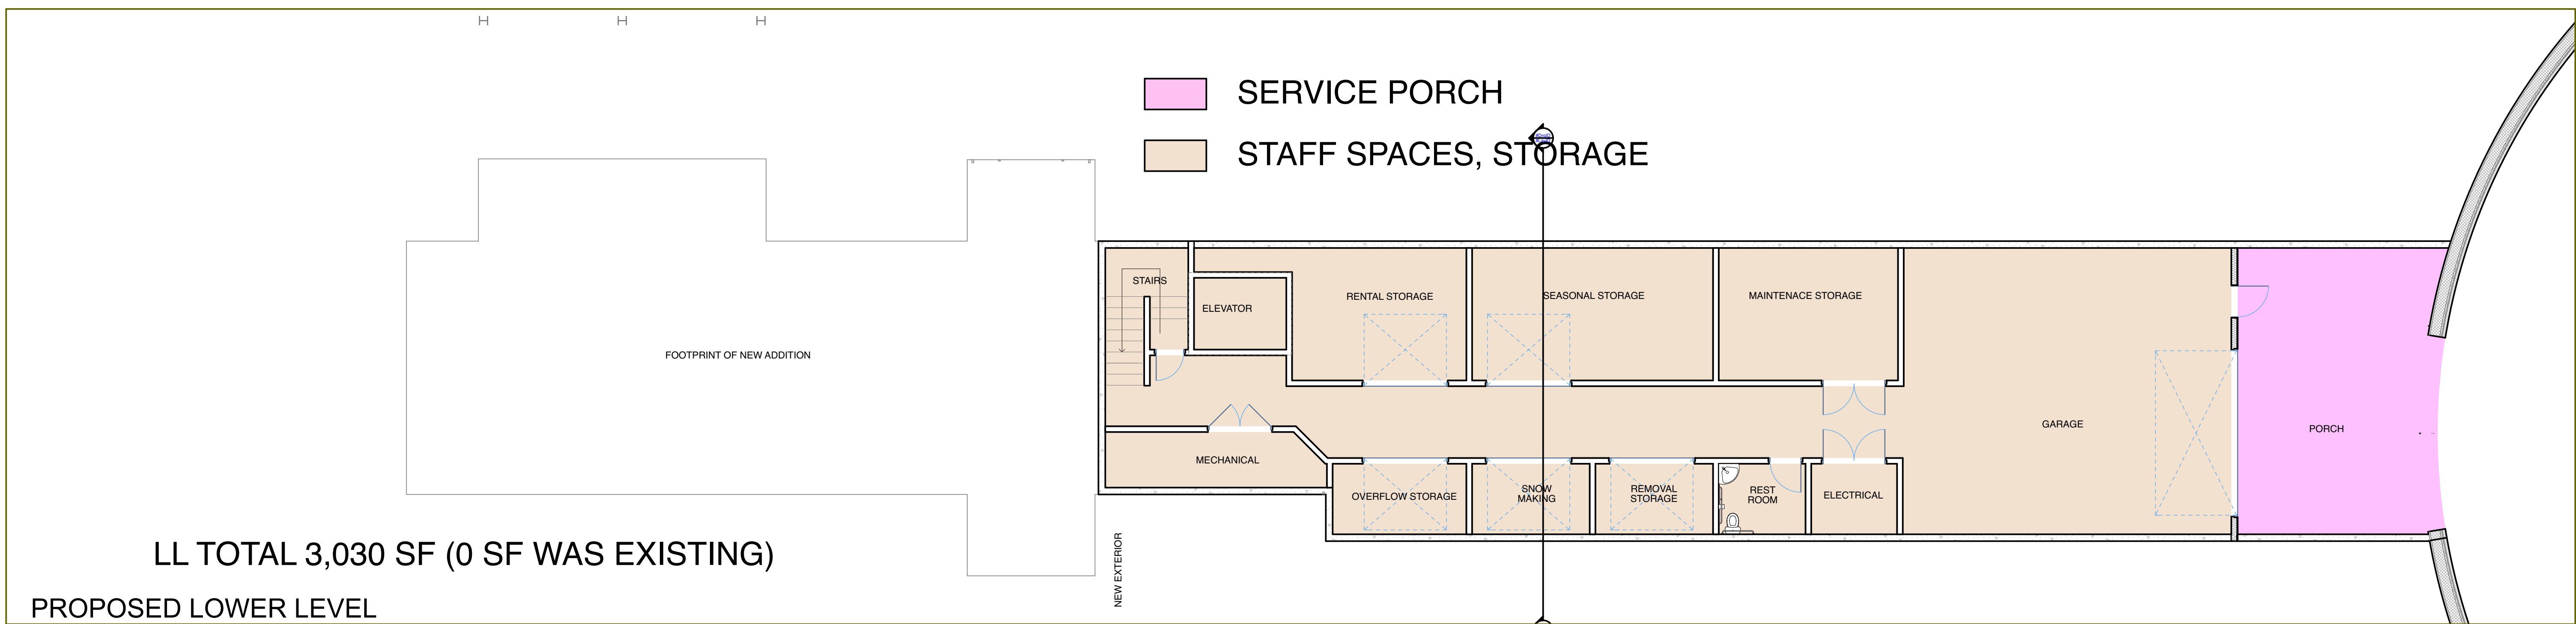 H H H
SERVICE PORCH
STAFF SPACES, STORAGE
STAIRS
ELEVATOR
RENTAL STORAGE
SEASONAL STORAGE
MAINTENACE STORAGE
FOOTPRINT OF NEW ADDITION
GARAGE
PORCH
MECHANICAL
OVERFLOW STORAGE
SNOW
MAKING
REMOVAL
STORAGE
REST
ROOM
ELECTRICAL
NEW EXTERIOR
LL TOTAL 3,030 SF (0 SF WAS EXISTING)
PROPOSED LOWER LEVEL